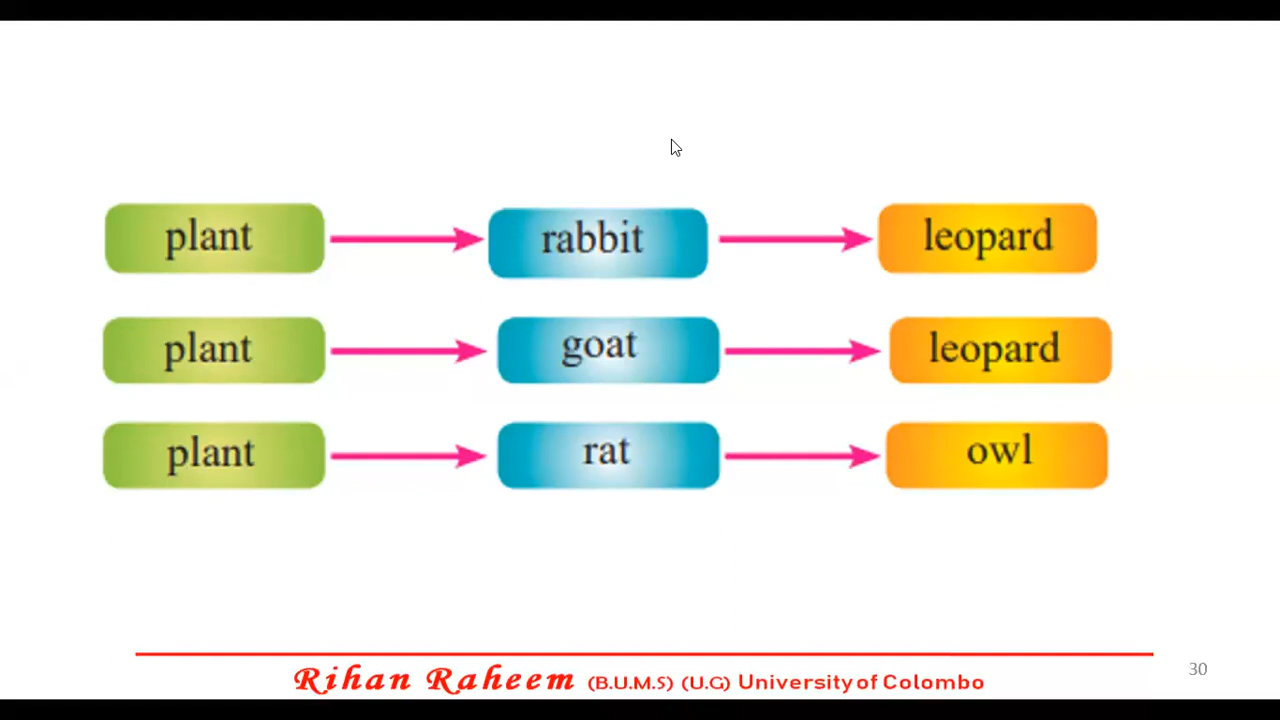 plant rabbit leopard
plant goat leopard
plant rat owl
Rihan Raheem (B.U.M.S) (U.G) University of Colombo
30